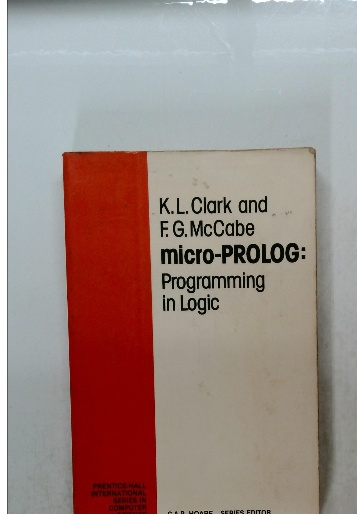 K.L. Clark and
F.G. McCabe
micro-PROLOG:
Programming
in Logic
PRENTICE-HALL
INTERNATIONAL
SERIES IN
COMPUTER
C.A.R. HOARE SERIES EDITOR